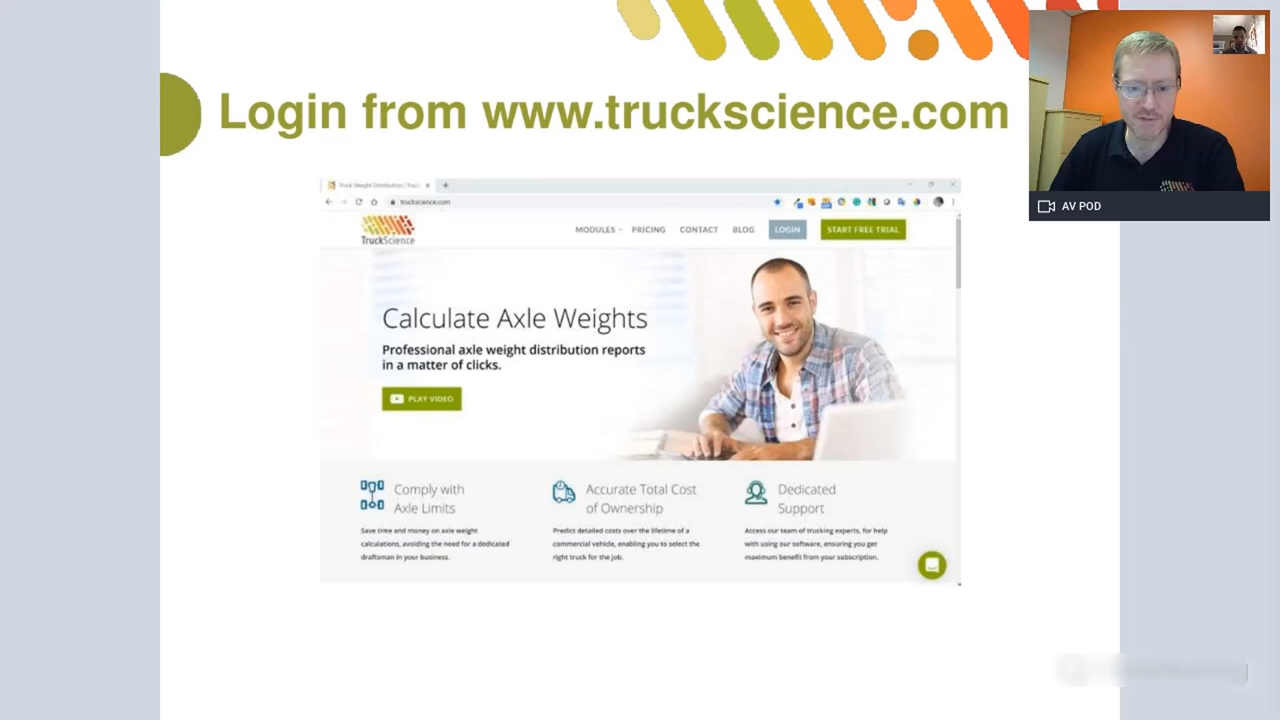 Login from www.truckscience.com
AV POD
Truck Weight Distribution | Truc
truckscience.com
TruckScience
MODULES
PRICING
CONTACT
BLOG
LOGIN
START FREE TRIAL
Calculate Axle Weights
Professional axle weight distribution reports
in a matter of clicks.
PLAY VIDEO
Comply with
Axle Limits
Save time and money on axle weight
calculations, avoiding the need for a dedicated
draftsman in your business.
Accurate Total Cost
of Ownership
Predict detailed costs over the lifetime of a
commercial vehicle, enabling you to select the
right truck for the job.
Dedicated
Support
Access our team of trucking experts, for help
with using our software, ensuring you get
maximum benefit from your subscription.